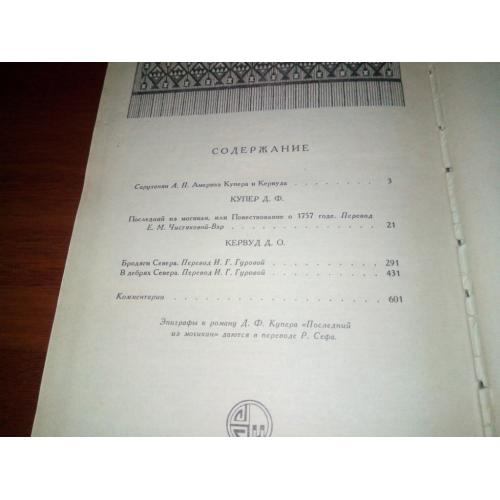 СОДЕРЖАНИЕ
Саруханян А. П. Америка Купера и Кервуда . . . . . . . . 3
КУПЕР Д. Ф.
Последний из могикан, или Повествование о 1757 годе. Перевод
Е. М. Чистяковой-Вэр . . . . . . . . . . . . 21
КЕРВУД Д. О.
Бродяги Севера. Перевод И. Г. Гуровой . . . . . . . . . 291
В дебрях Севера. Перевод И. Г. Гуровой . . . . . . . . . 431
Комментарии . . . . . . . . . . . . . . . . 601
Эпиграфы к роману Д. Ф. Купера «Последний
из могикан» даются в переводе Р. Сефа.